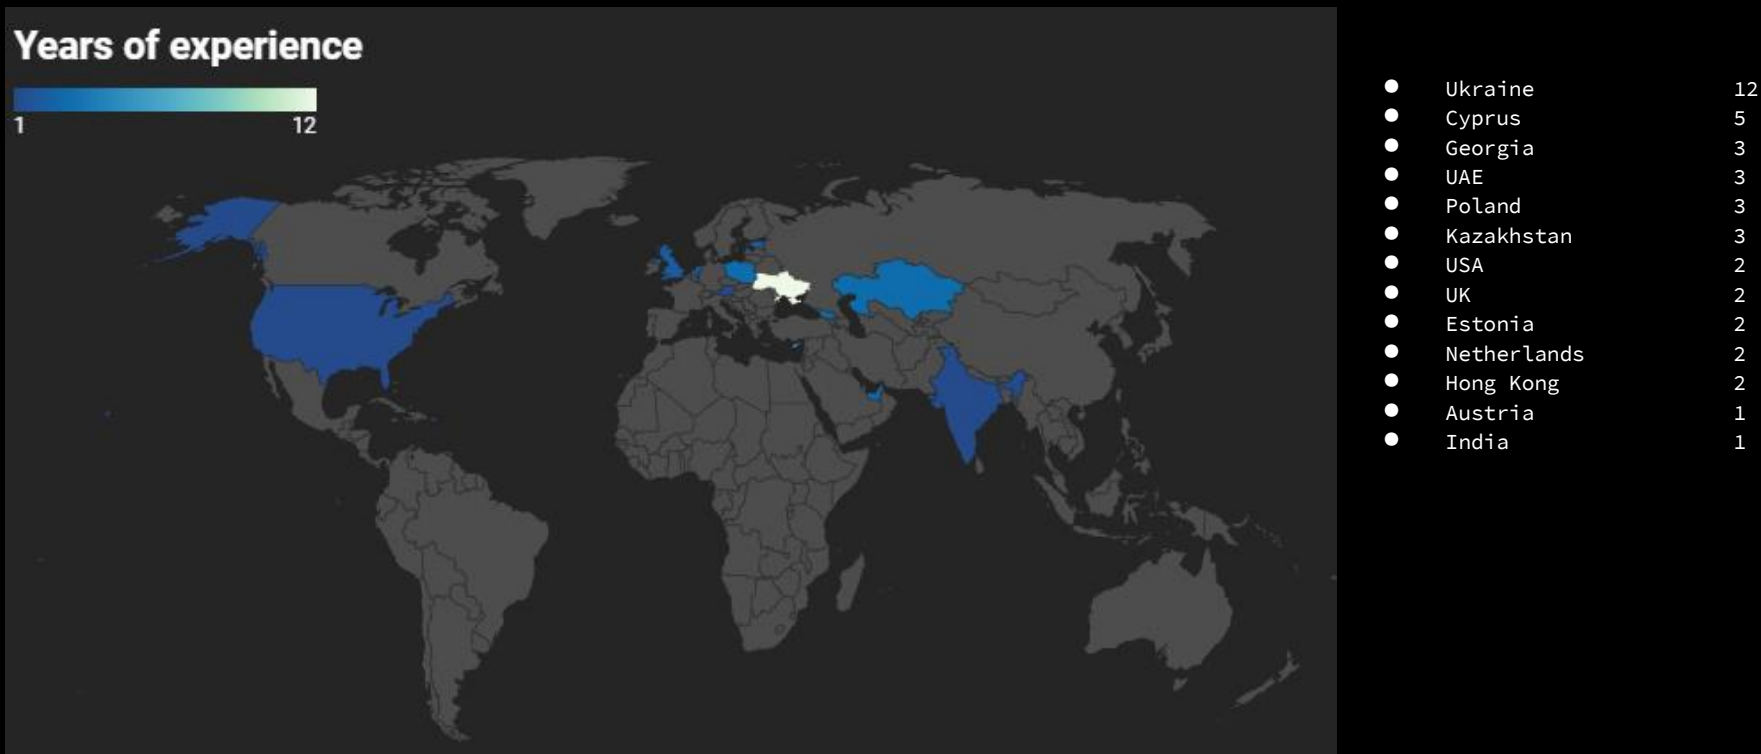 Years of experience
1 12
● Ukraine 12
● Cyprus 5
● Georgia 3
● UAE 3
● Poland 3
● Kazakhstan 3
● USA 2
● UK 2
● Estonia 2
● Netherlands 2
● Hong Kong 2
● Austria 1
● India 1